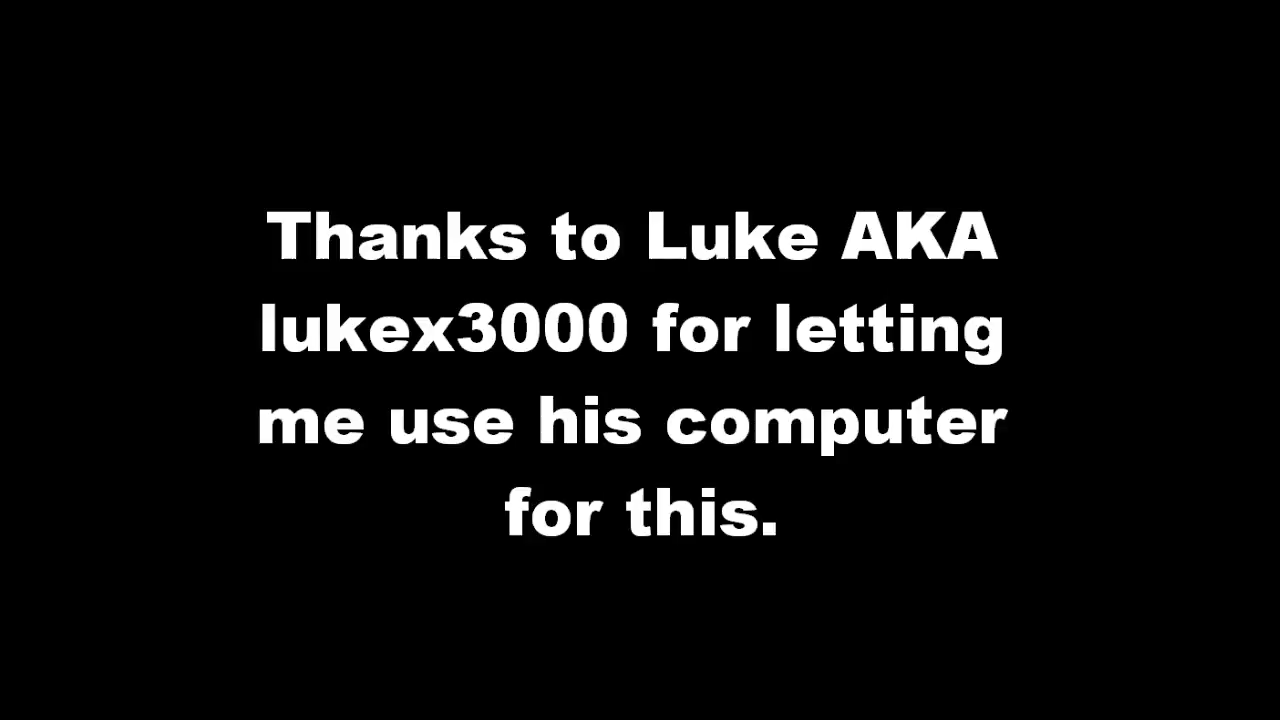 Thanks to Luke AKA
lukex3000 for letting
me use his computer
for this.